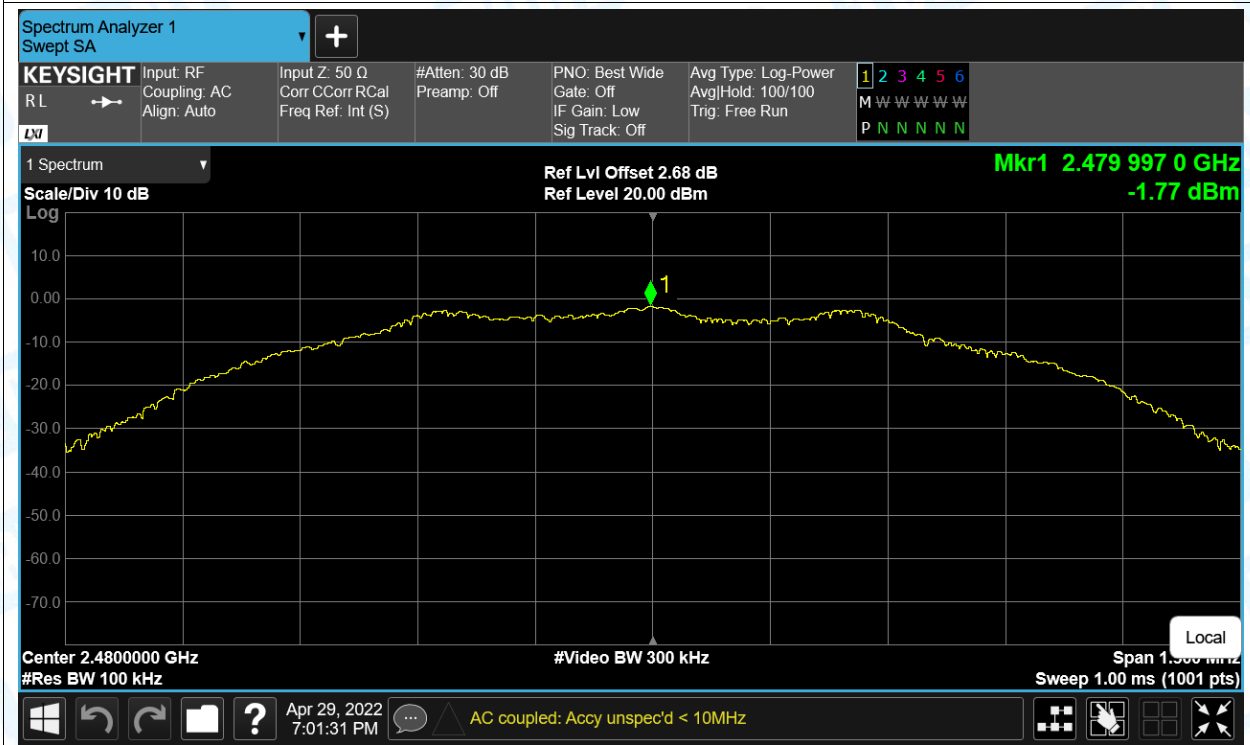 Spectrum Analyzer 1
Swept SA
+
KEYSIGHT
R L
LXI
Input: RF
Coupling: AC
Align: Auto
Input Z: 50 Ω
Corr CCorr RCal
Freq Ref: Int (S)
#Atten: 30 dB
Preamp: Off
PNO: Best Wide
Gate: Off
IF Gain: Low
Sig Track: Off
Avg Type: Log-Power
Avg|Hold: 100/100
Trig: Free Run
1 2 3 4 5 6
M W W W W W
P N N N N N
1 Spectrum
Scale/Div 10 dB
Log
Ref Lvl Offset 2.68 dB
Ref Level 20.00 dBm
Mkr1 2.479 997 0 GHz
-1.77 dBm
10.0
0.00
1
-10.0
-20.0
-30.0
-40.0
-50.0
-60.0
-70.0
Local
Center 2.4800000 GHz
#Video BW 300 kHz
Span
#Res BW 100 kHz
Sweep 1.00 ms (1001 pts)
?
Apr 29, 2022
7:01:31 PM
AC coupled: Accy unspec'd < 10MHz